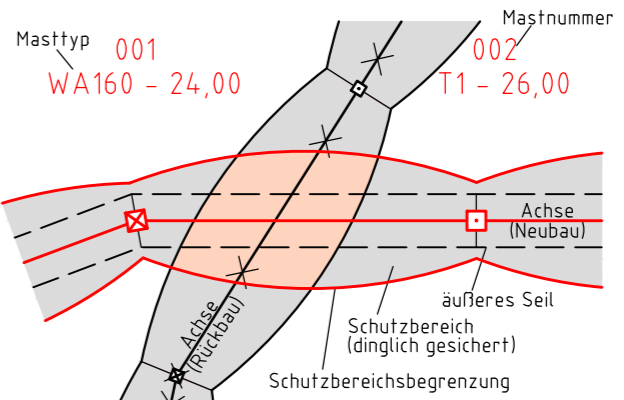 Mastnummer
Masttyp
001
002
WA160 - 24,00
T1 - 26,00
Achse
(Neubau)
äußeres Seil
Achse
(Rückbau)
Schutzbereich
(dinglich gesichert)
Schutzbereichsbegrenzung